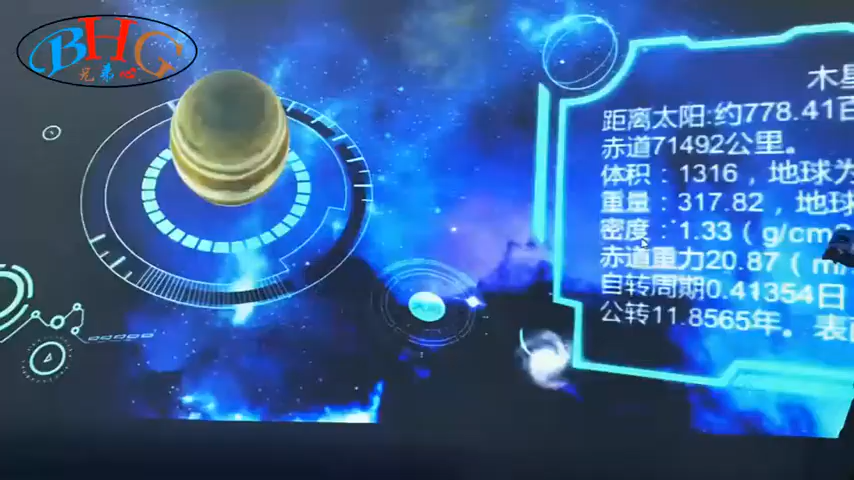 BHG
兄弟心
木星
距离太阳:约778.41百
赤道71492公里。
体积：1316，地球为
重量：317.82，地球
密度：1.33（g/cm
赤道重力20.87（m/
自转周期0.41354日
公转11.8565年。表面